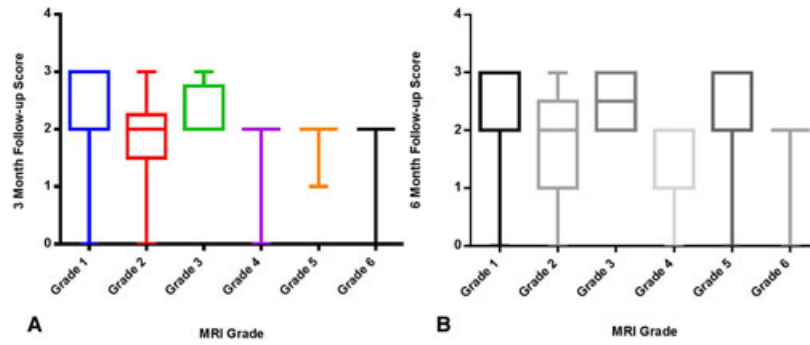 4
3
2
1
0
3 Month Follow-up Score
Grade 1
Grade 2
Grade 3
Grade 4
Grade 5
Grade 6
A
MRI Grade
4
3
2
1
0
6 Month Follow-up Score
Grade 1
Grade 2
Grade 3
Grade 4
Grade 5
Grade 6
B
MRI Grade